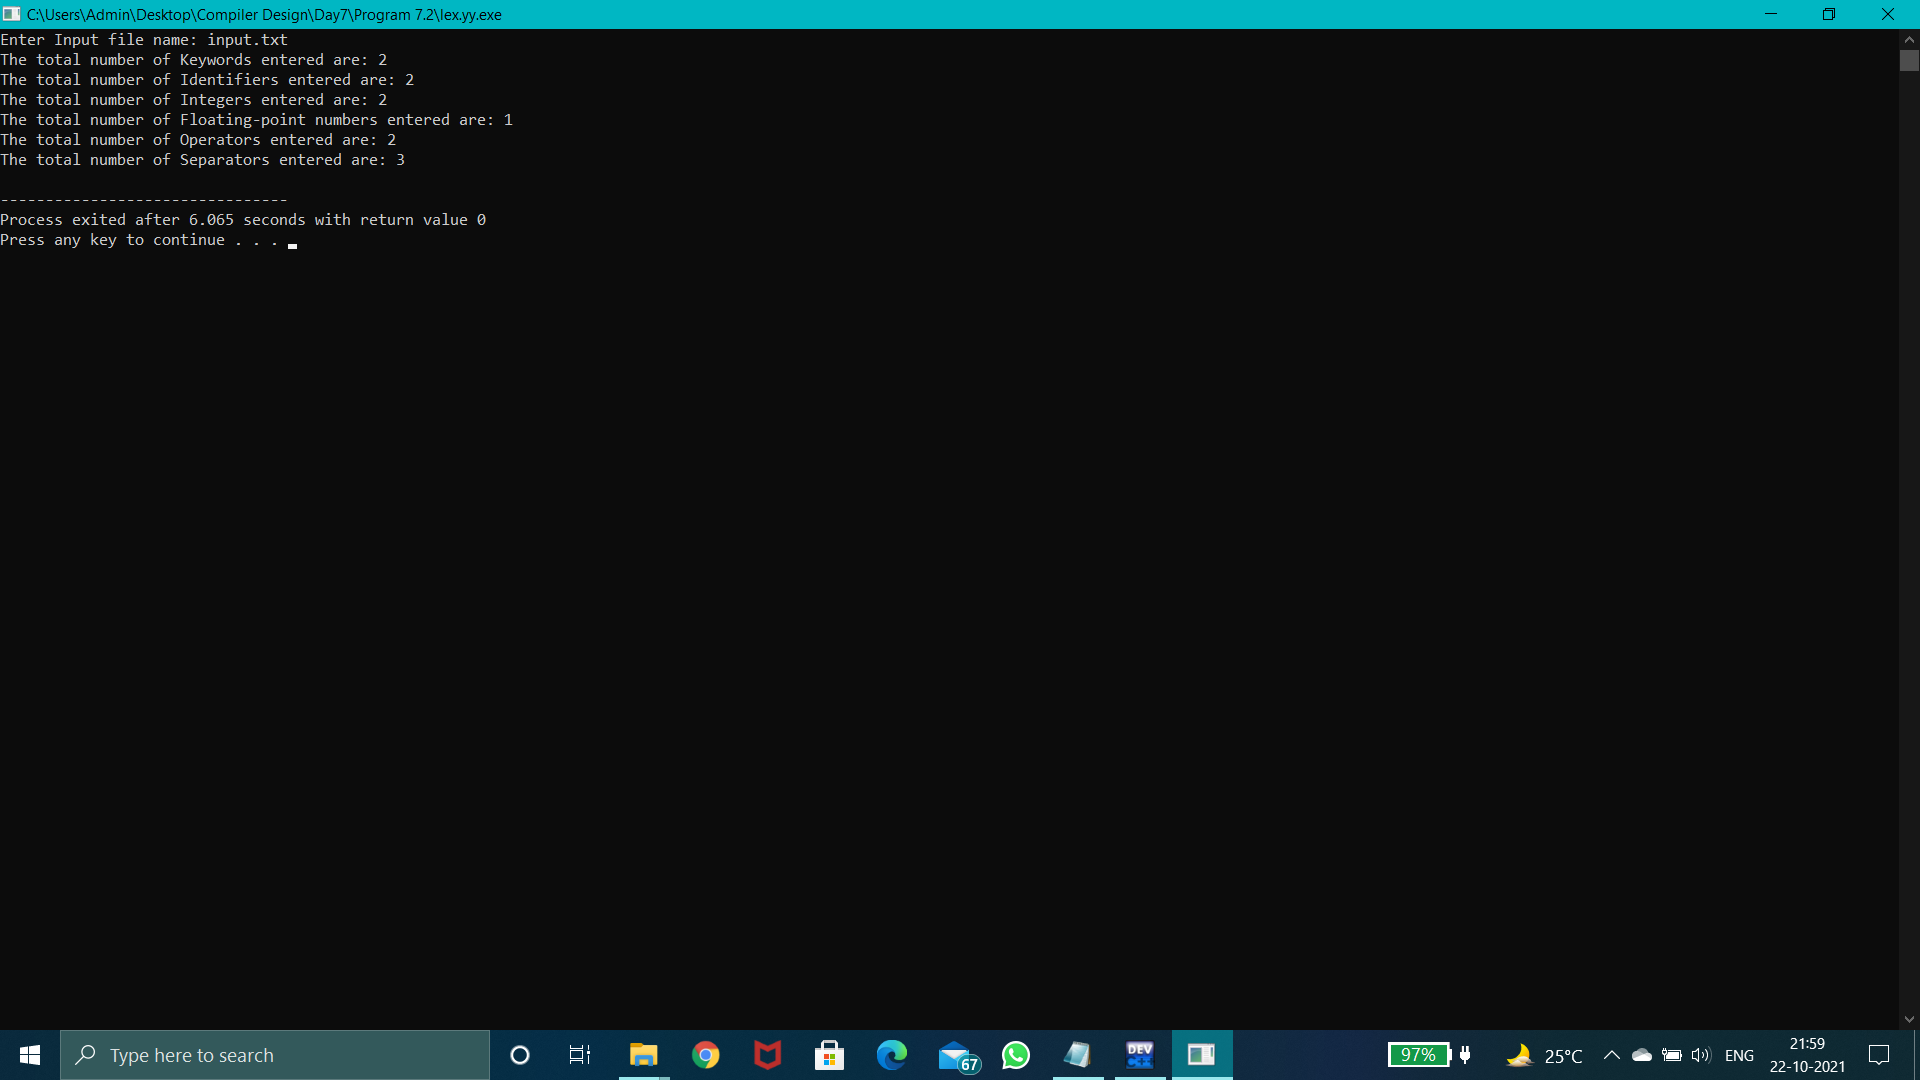 C:\Users\Admin\Desktop\Compiler Design\Day7\Program 7.2\lex.yy.exe
Enter Input file name: input.txt
The total number of Keywords entered are: 2
The total number of Identifiers entered are: 2
The total number of Integers entered are: 2
The total number of Floating-point numbers entered are: 1
The total number of Operators entered are: 2
The total number of Separators entered are: 3
--------------------------------
Process exited after 6.065 seconds with return value 0
Press any key to continue . . .
Type here to search
67
DEV
C++
97%
25°C
ENG
21:59
22-10-2021